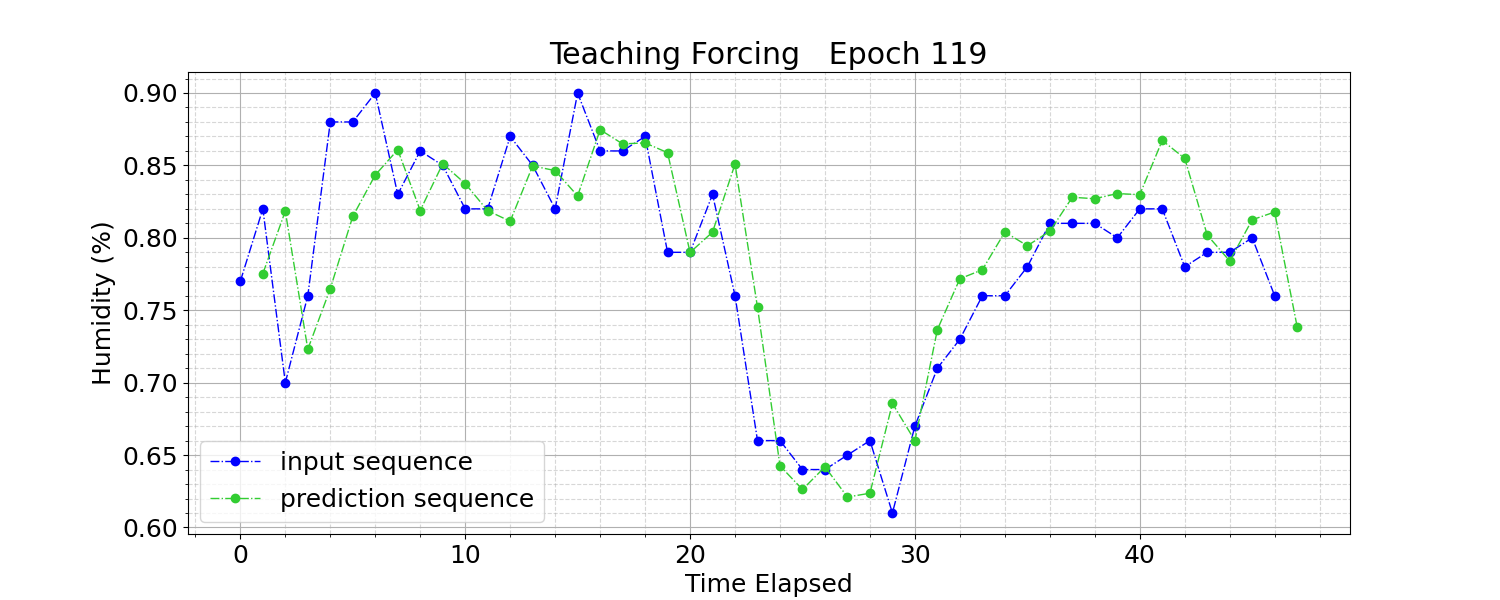 Teaching Forcing   Epoch 119
0.90
0.85
0.80
0.75
0.70
0.65
0.60
Humidity (%)
input sequence
prediction sequence
0 10 20 30 40
Time Elapsed